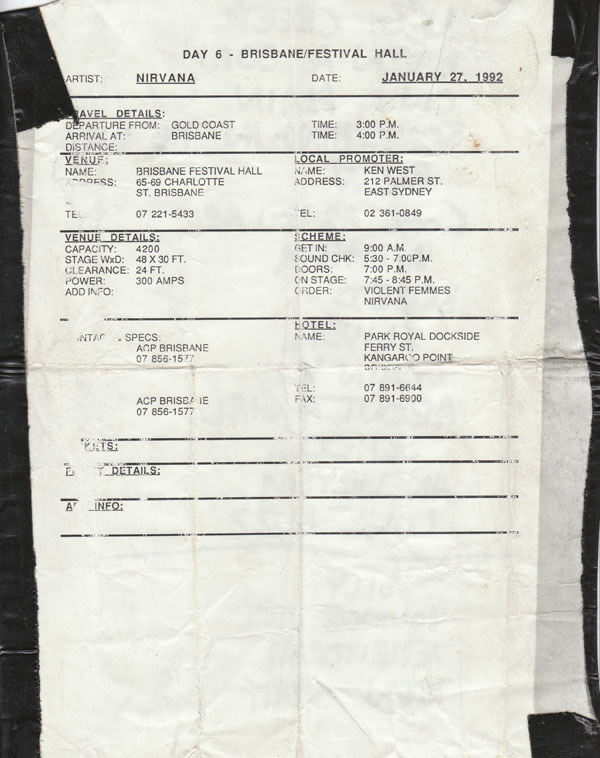 DAY 6 - BRISBANE/FESTIVAL HALL
ARTIST: NIRVANA DATE: JANUARY 27, 1992
TRAVEL DETAILS:
DEPARTURE FROM: GOLD COAST TIME: 3:00 P.M.
ARRIVAL AT: BRISBANE TIME: 4:00 P.M.
DISTANCE:
VENUE: LOCAL PROMOTER:
NAME: BRISBANE FESTIVAL HALL NAME: KEN WEST
ADDRESS: 65-69 CHARLOTTE ADDRESS: 212 PALMER ST.
ST. BRISBANE EAST SYDNEY
TEL: 07 221-5433 TEL: 02 361-0849
VENUE DETAILS: SCHEME:
CAPACITY: 4200 GET IN: 9:00 A.M.
STAGE WxD: 48 X 30 FT. SOUND CHK: 5:30 - 7:00P.M.
CLEARANCE: 24 FT. DOORS: 7:00 P.M.
POWER: 300 AMPS ON STAGE: 7:45 - 8:45 P.M.
ADD INFO: ORDER: VIOLENT FEMMES
NIRVANA
HOTEL:
SPECS: NAME: PARK ROYAL DOCKSIDE
ACP BRISBANE FERRY ST.
07 856-1577 KANGAROO POINT
BRISBANE
TEL: 07 891-6644
ACP BRISBANE FAX: 07 891-6900
07 856-1577
DETAILS:
INFO: